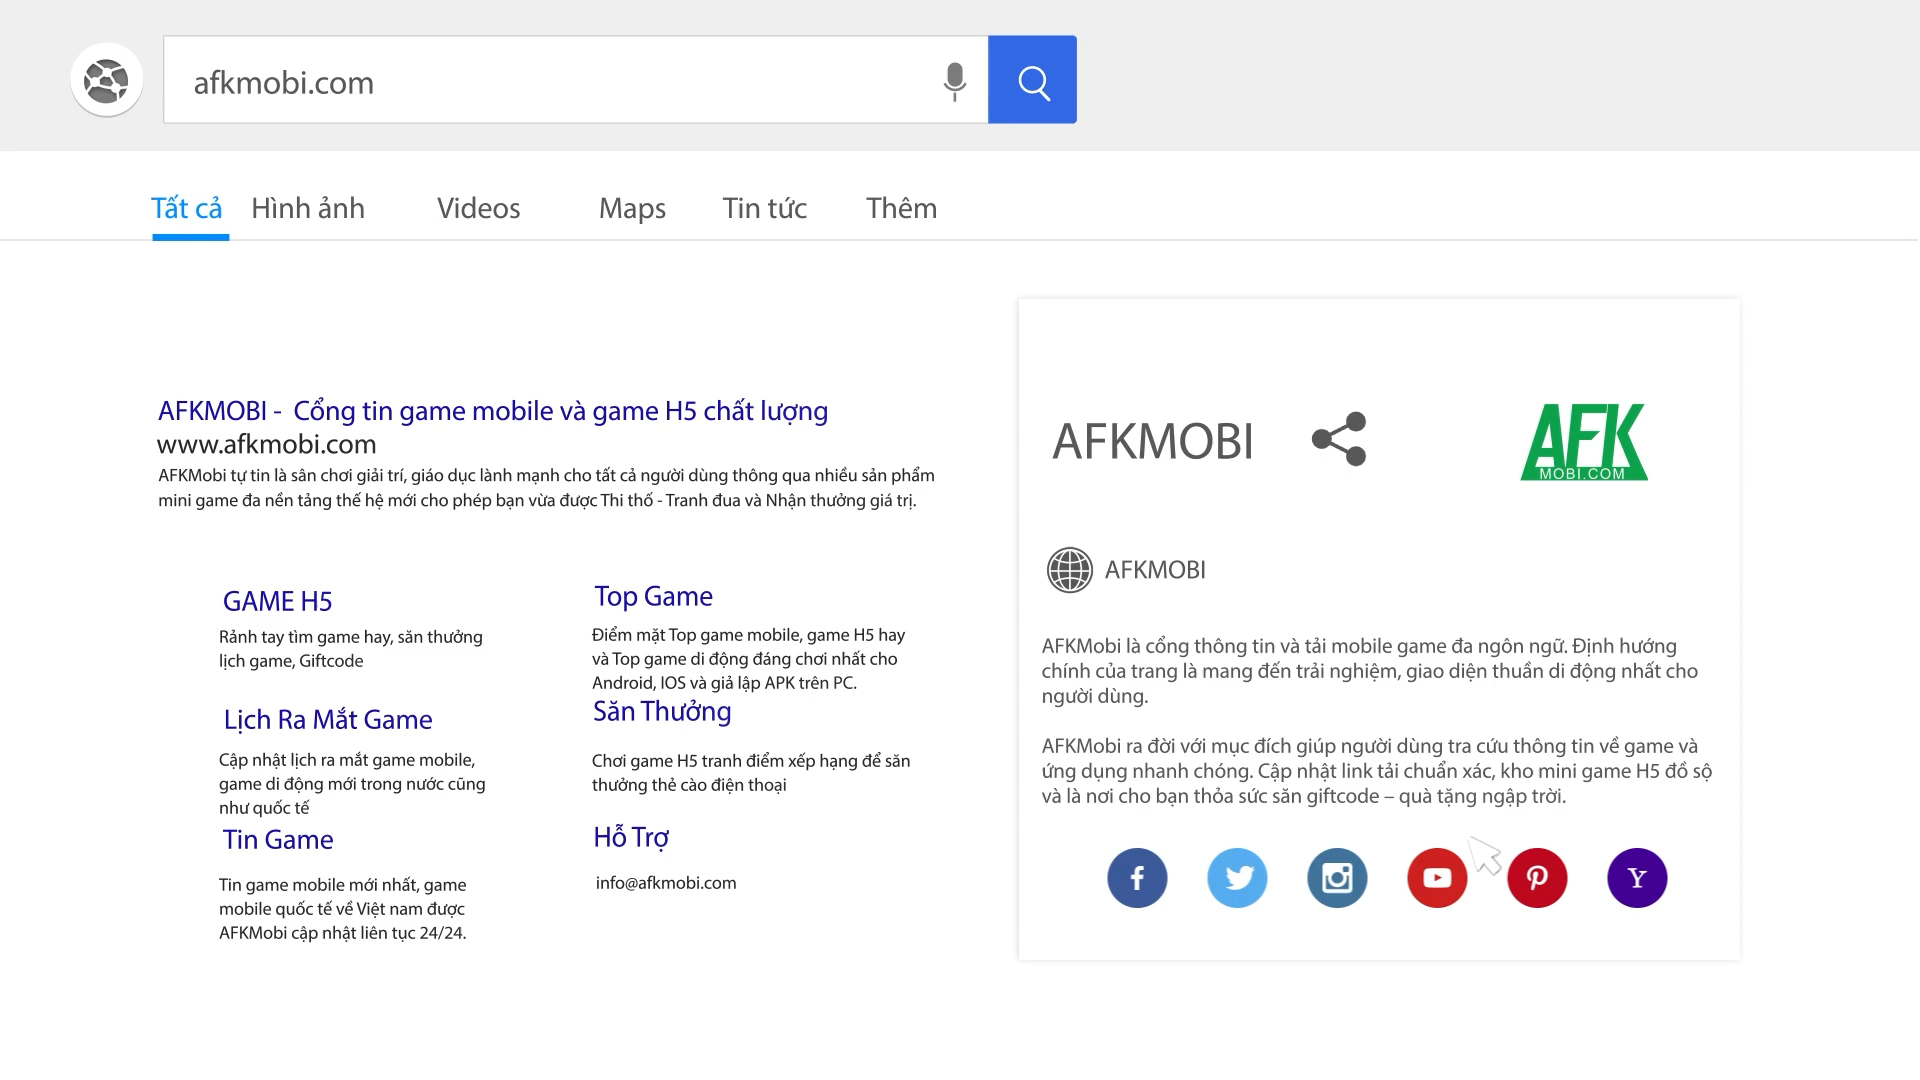 afkmobi.com
Tất cả
Hình ảnh
Videos
Maps
Tin tức
Thêm
AFKMOBI - Cổng tin game mobile và game H5 chất lượng
www.afkmobi.com
AFKMobi tự tin là sân chơi giải trí, giáo dục lành mạnh cho tất cả người dùng thông qua nhiều sản phẩm
mini game đa nền tảng thế hệ mới cho phép bạn vừa được Thi thố - Tranh đua và Nhận thưởng giá trị.
GAME H5
Rảnh tay tìm game hay, săn thưởng
lịch game, Giftcode
Lịch Ra Mắt Game
Cập nhật lịch ra mắt game mobile,
game di động mới trong nước cũng
như quốc tế
Tin Game
Tin game mobile mới nhất, game
mobile quốc tế về Việt nam được
AFKMobi cập nhật liên tục 24/24.
Top Game
Điểm mặt Top game mobile, game H5 hay
và Top game di động đáng chơi nhất cho
Android, IOS và giả lập APK trên PC.
Săn Thưởng
Chơi game H5 tranh điểm xếp hạng để săn
thưởng thẻ cào điện thoại
Hỗ Trợ
info@afkmobi.com
AFKMOBI
AFK
MOBI.COM
AFKMOBI
AFKMobi là cổng thông tin và tải mobile game đa ngôn ngữ. Định hướng
chính của trang là mang đến trải nghiệm, giao diện thuần di động nhất cho
người dùng.
AFKMobi ra đời với mục đích giúp người dùng tra cứu thông tin về game và
ứng dụng nhanh chóng. Cập nhật link tải chuẩn xác, kho mini game H5 đồ sộ
và là nơi cho bạn thỏa sức săn giftcode – quà tặng ngập trời.